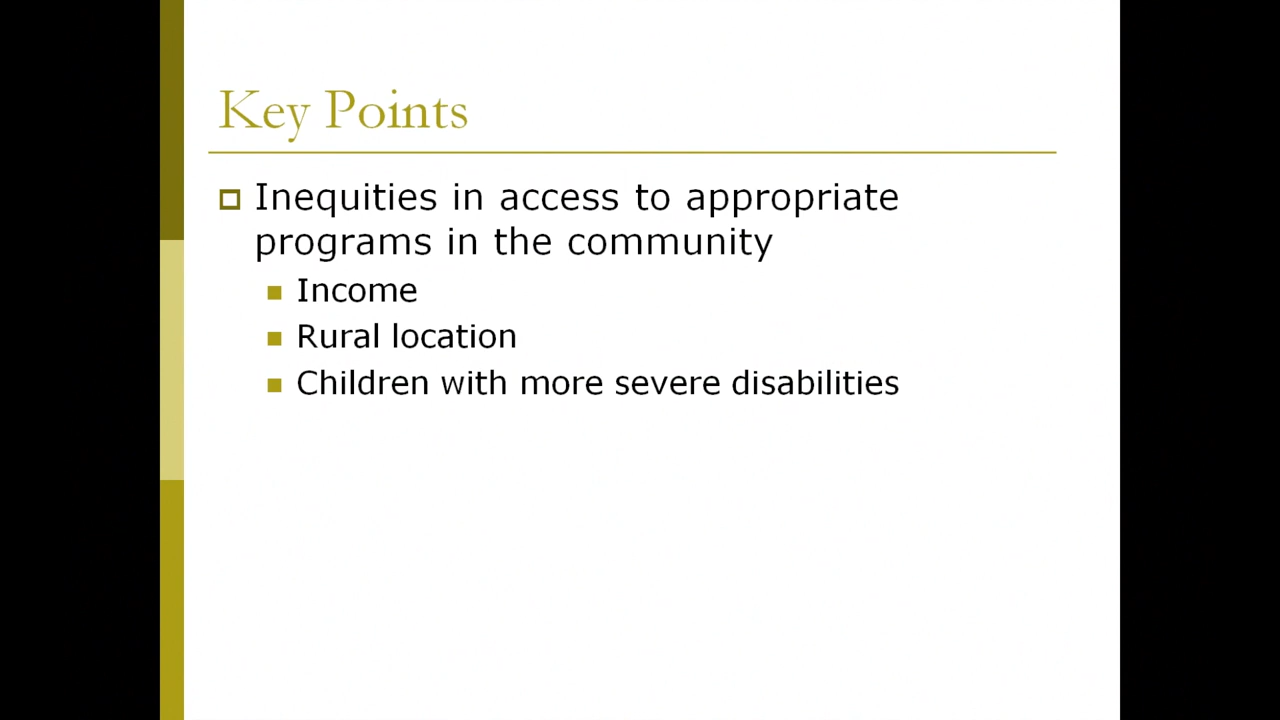 Key Points
Inequities in access to appropriate
programs in the community
Income
Rural location
Children with more severe disabilities